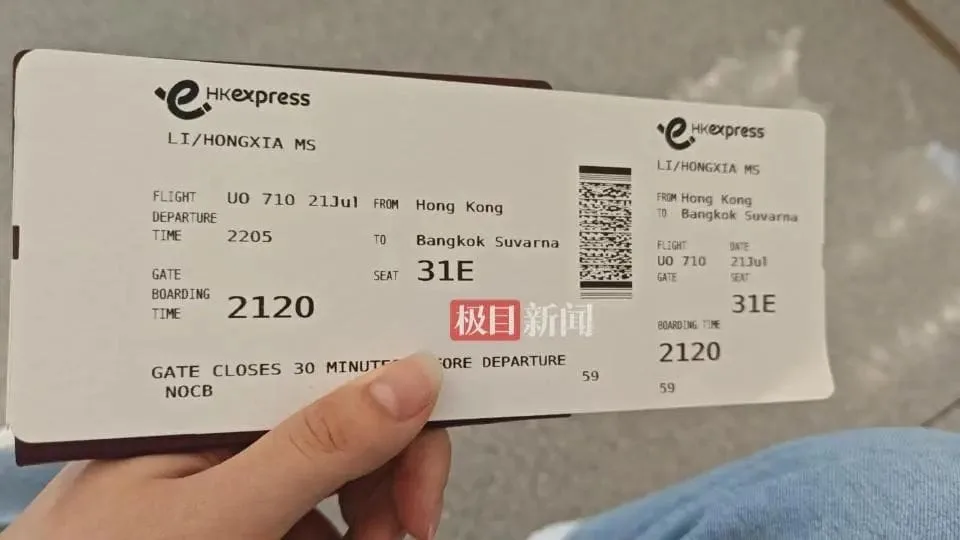 HKexpress
LI/HONGXIA MS
FLIGHT UO 710 21Jul FROM Hong Kong
DEPARTURE
TIME 2205 TO Bangkok Suvarna
GATE SEAT 31E
BOARDING
TIME 2120
GATE CLOSES 30 MINUTE ORE DEPARTURE
NOCB
59
HKexpress
LI/HONGXIA MS
FROM Hong Kong
TO Bangkok Suvarna
FLIGHT DATE
UO 710 21Jul
GATE SEAT
31E
BOARDING TIME
2120
59
极目新闻